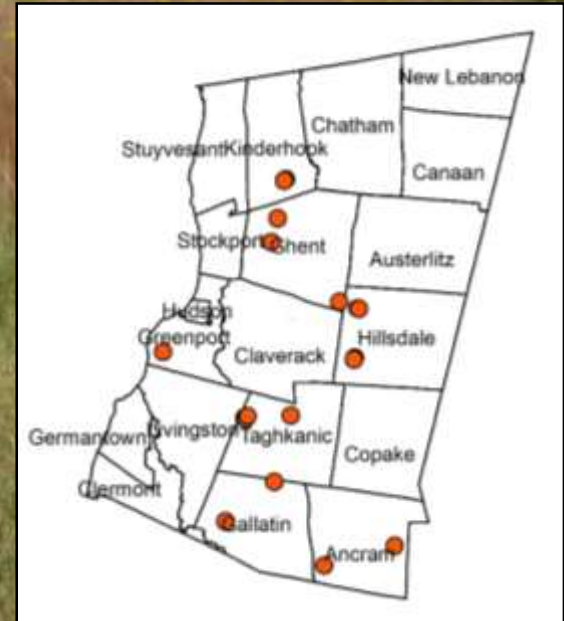 New Lebanon
Chatham
Stuyvesant Kinderhook
Canaan
Stockport Ghent
Austerlitz
Hudson
Greenport
Hillsdale
Claverack
Germantown Livingston Taghkanic
Copake
Clermont
Gallatin
Ancram